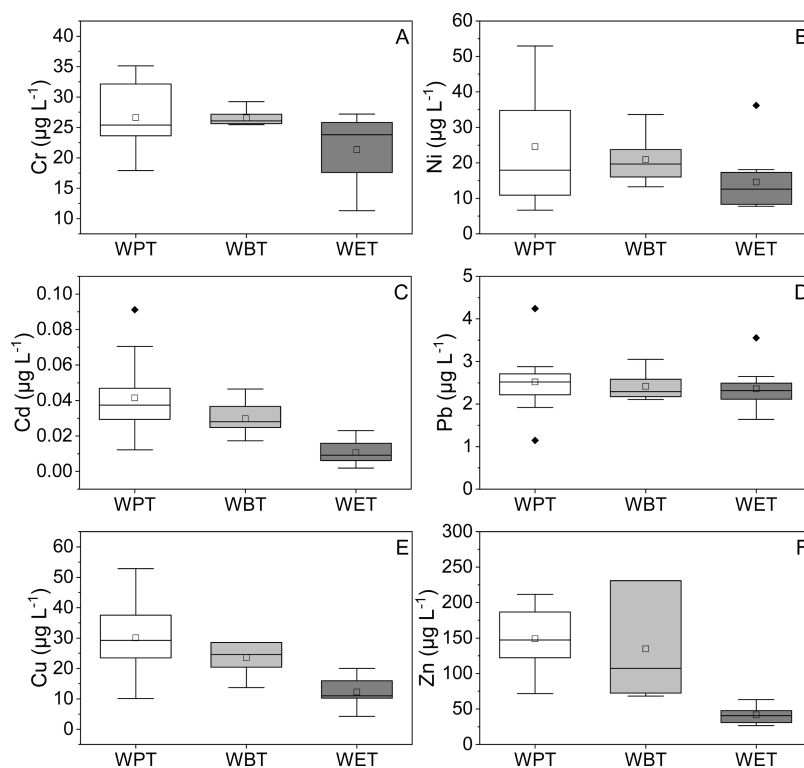 A
40
35
30
25
20
15
10
Cr (µg L⁻¹)
WPT WBT WET
B
60
50
40
30
20
10
0
Ni (µg L⁻¹)
WPT WBT WET
C
0.10
0.08
0.06
0.04
0.02
0.00
Cd (µg L⁻¹)
WPT WBT WET
D
5
4
3
2
1
0
Pb (µg L⁻¹)
WPT WBT WET
E
60
50
40
30
20
10
0
Cu (µg L⁻¹)
WPT WBT WET
F
300
250
200
150
100
50
0
Zn (µg L⁻¹)
WPT WBT WET